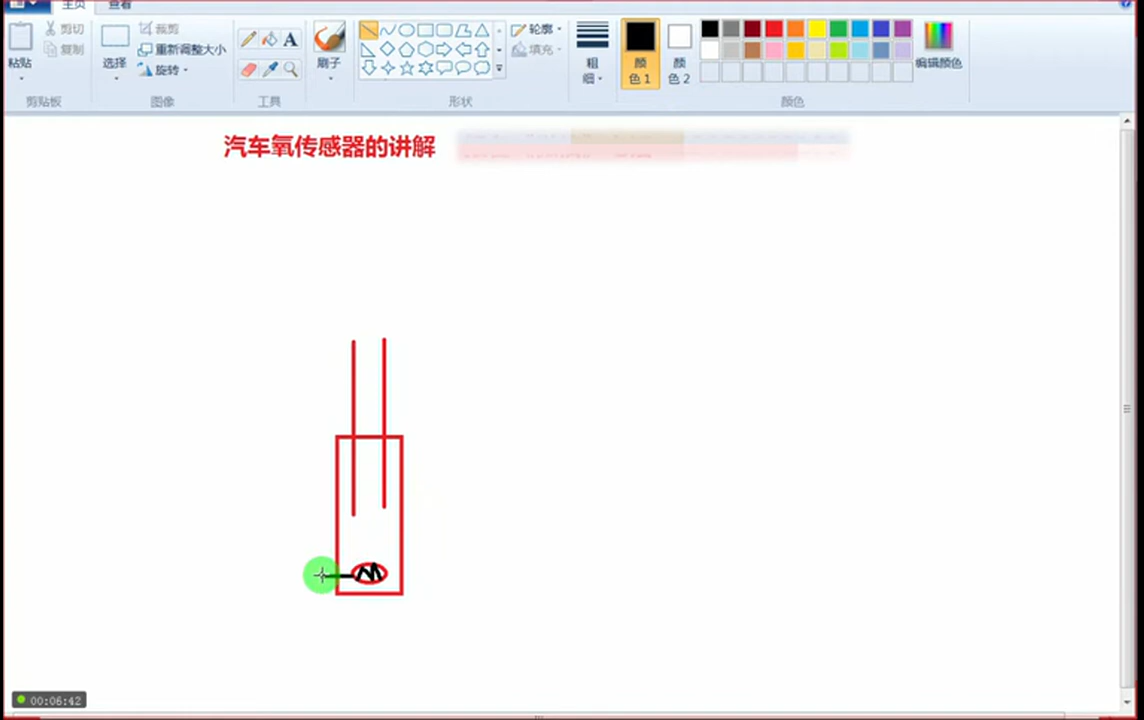 主页 查看
剪切
复制
粘贴
剪贴板
裁剪
重新调整大小
旋转
选择
图像
A
工具
刷子
形状
轮廓
填充
粗
细
颜
色 1
颜
色 2
编辑颜色
颜色
汽车氧传感器的讲解
00:06:42